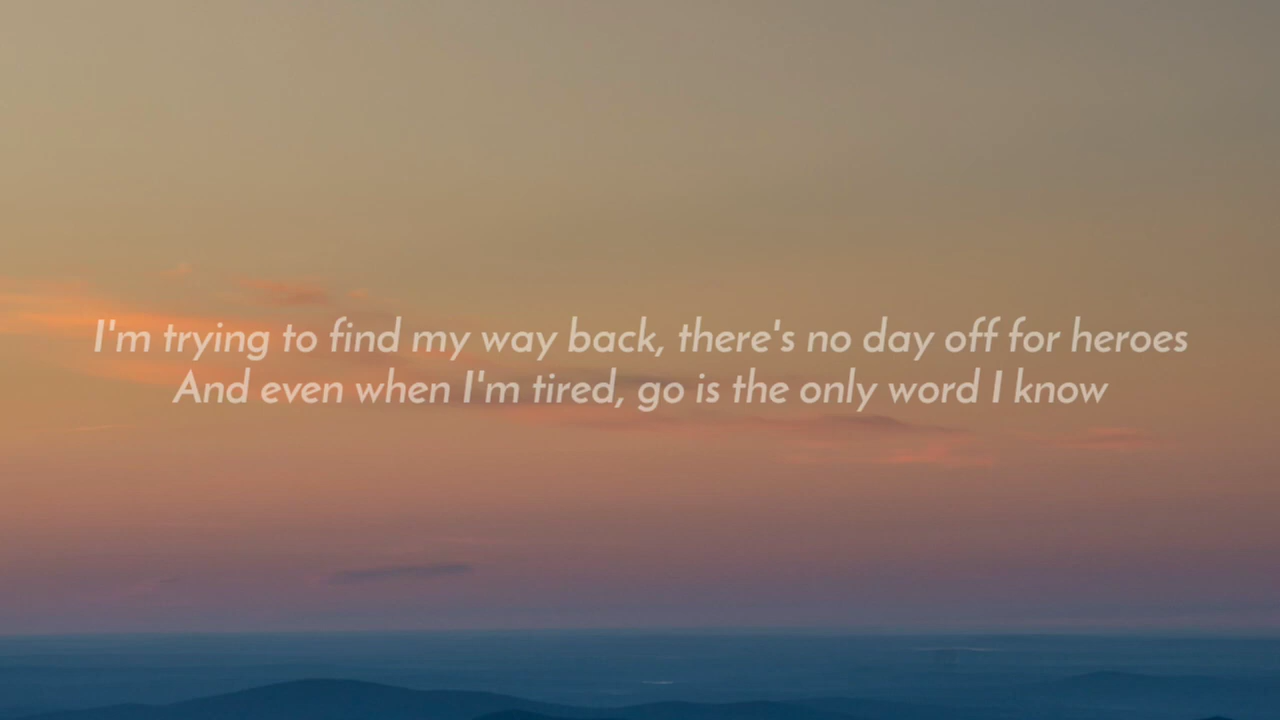 I'm trying to find my way back, there's no day off for heroes
And even when I'm tired, go is the only word I know